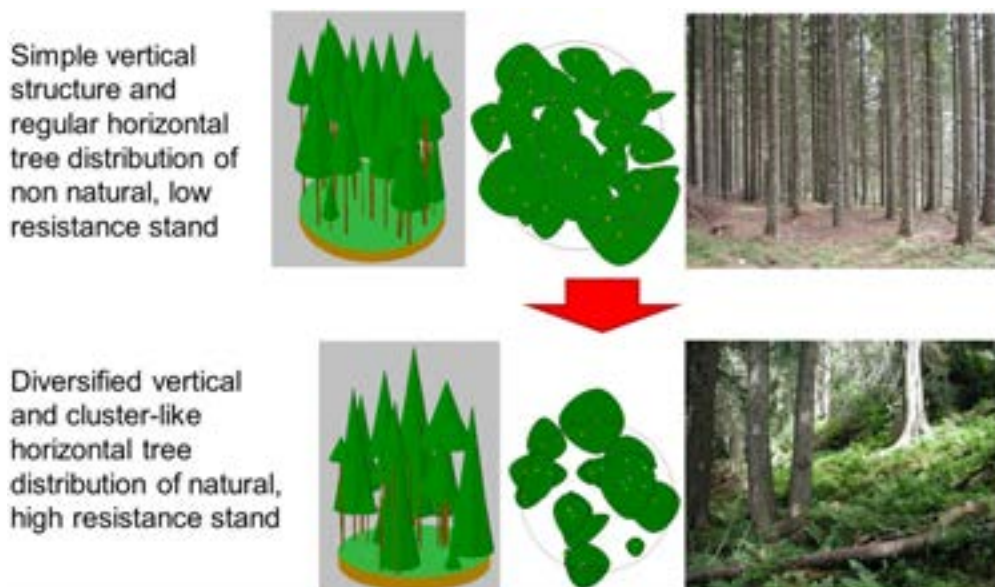 Simple vertical
structure and
regular horizontal
tree distribution of
non natural, low
resistance stand
Diversified vertical
and cluster-like
horizontal tree
distribution of natural,
high resistance stand